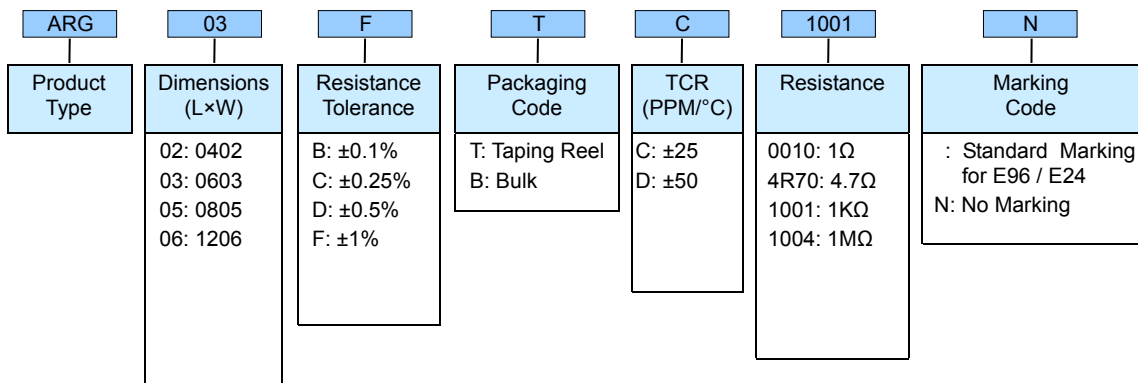 ARG 03 F T C 1001 N
Product Type
Dimensions (L×W)
Resistance Tolerance
Packaging Code
TCR (PPM/°C)
Resistance
Marking Code
02: 0402
03: 0603
05: 0805
06: 1206
B: ±0.1%
C: ±0.25%
D: ±0.5%
F: ±1%
T: Taping Reel
B: Bulk
C: ±25
D: ±50
0010: 1Ω
4R70: 4.7Ω
1001: 1KΩ
1004: 1MΩ
: Standard Marking
for E96 / E24
N: No Marking